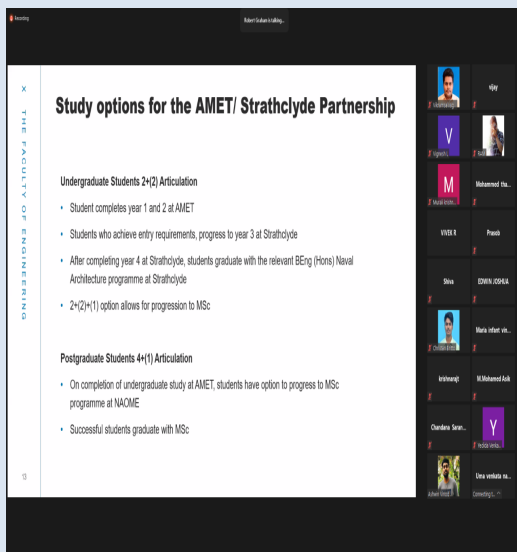 Recording
Robert Graham is talking...
X THE FACULTY OF ENGINEERING
Study options for the AMET/ Strathclyde Partnership
Undergraduate Students 2+(2) Articulation
• Student completes year 1 and 2 at AMET
• Students who achieve entry requirements, progress to year 3 at Strathclyde
• After completing year 4 at Strathclyde, students graduate with the relevant BEng (Hons) Naval
Architecture programme at Strathclyde
• 2+(2)+(1) option allows for progression to MSc
Postgraduate Students 4+(1) Articulation
• On completion of undergraduate study at AMET, students have option to progress to MSc
programme at NAOME
• Successful students graduate with MSc
13
vijay
V
M
Mohammed tha...
VIVEK R
Prasob
Shiva
EDWIN JOSHUA
Maria infant vin...
krishnarajt
M.Mohamed Asik
Chandana Saran...
Y
Uma venkata na...